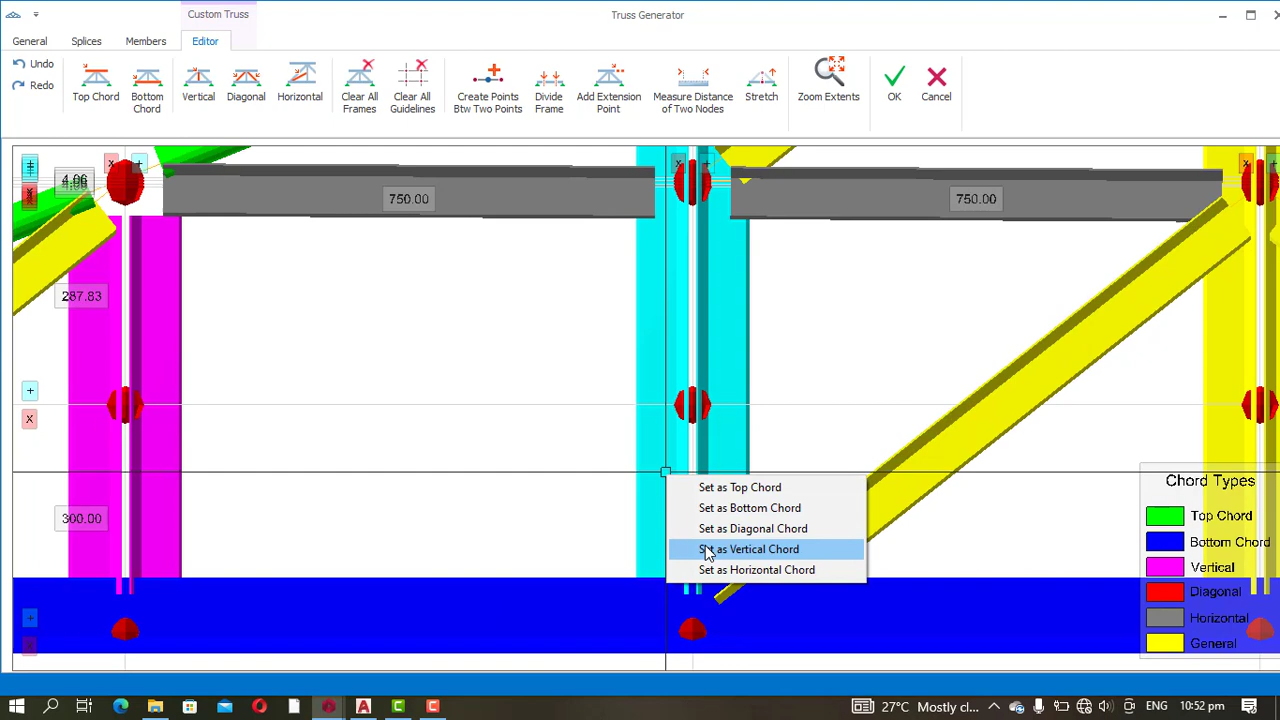 Custom Truss
Truss Generator
General
Splices
Members
Editor
Undo
Redo
Top Chord
Bottom
Chord
Vertical
Diagonal
Horizontal
Clear All
Frames
Clear All
Guidelines
Create Points
Btw Two Points
Divide
Frame
Add Extension
Point
Measure Distance
of Two Nodes
Stretch
Zoom Extents
OK
Cancel
x
+
x
+
x
+
4.06
750.00
750.00
287.83
+
x
300.00
Set as Top Chord
Set as Bottom Chord
Set as Diagonal Chord
Set as Vertical Chord
Set as Horizontal Chord
Chord Types
Top Chord
Bottom Chord
Vertical
Diagonal
Horizontal
General
27°C Mostly cl...
10:52 pm